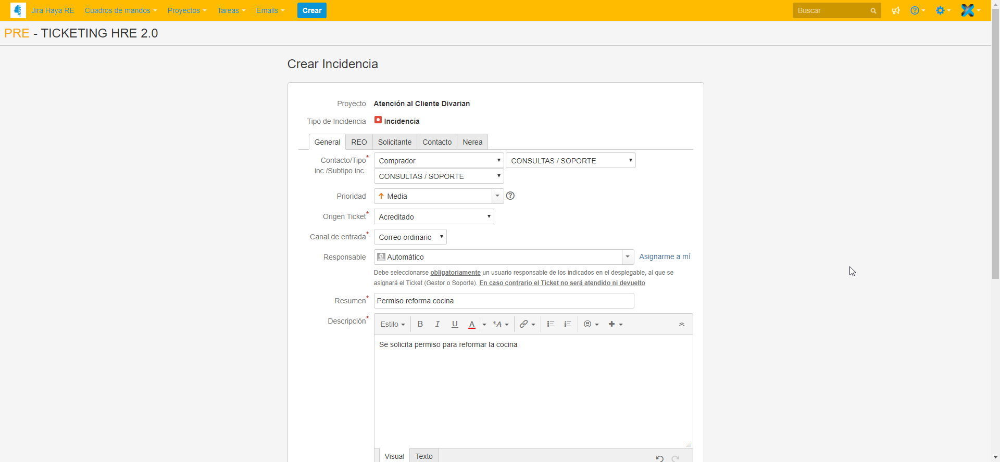 Jira Haya RE Cuadros de mandos Proyectos Tareas Emails Crear Buscar
PRE - TICKETING HRE 2.0
Crear Incidencia
Proyecto Atención al Cliente Divarian
Tipo de Incidencia Incidencia
General REO Solicitante Contacto Nerea
Contacto/Tipo* Comprador CONSULTAS / SOPORTE
inc./Subtipo inc. CONSULTAS / SOPORTE
Prioridad Media
Origen Ticket* Acreditado
Canal de entrada* Correo ordinario
Responsable Automático Asignarme a mí
Debe seleccionarse obligatoriamente un usuario responsable de los indicados en el desplegable, al que se
asignará el Ticket (Gestor o Soporte). En caso contrario el Ticket no será atendido ni devuelto
Resumen* Permiso reforma cocina
Descripción* Estilo B I U A ªA
Se solicita permiso para reformar la cocina
Visual Texto